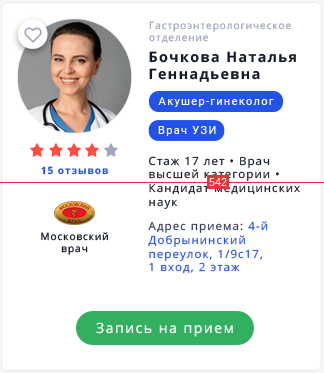 Гастроэнтерологическое
отделение
Бочкова Наталья
Геннадьевна
Акушер-гинеколог
Врач УЗИ
15 отзывов
Стаж 17 лет • Врач
высшей категории •
542
Кандидат медицинских
наук
МОСКОВСКИЙ
Московский
врач
Адрес приема: 4-й
Добрынинский
переулок, 1/9с17,
1 вход, 2 этаж
Запись на прием